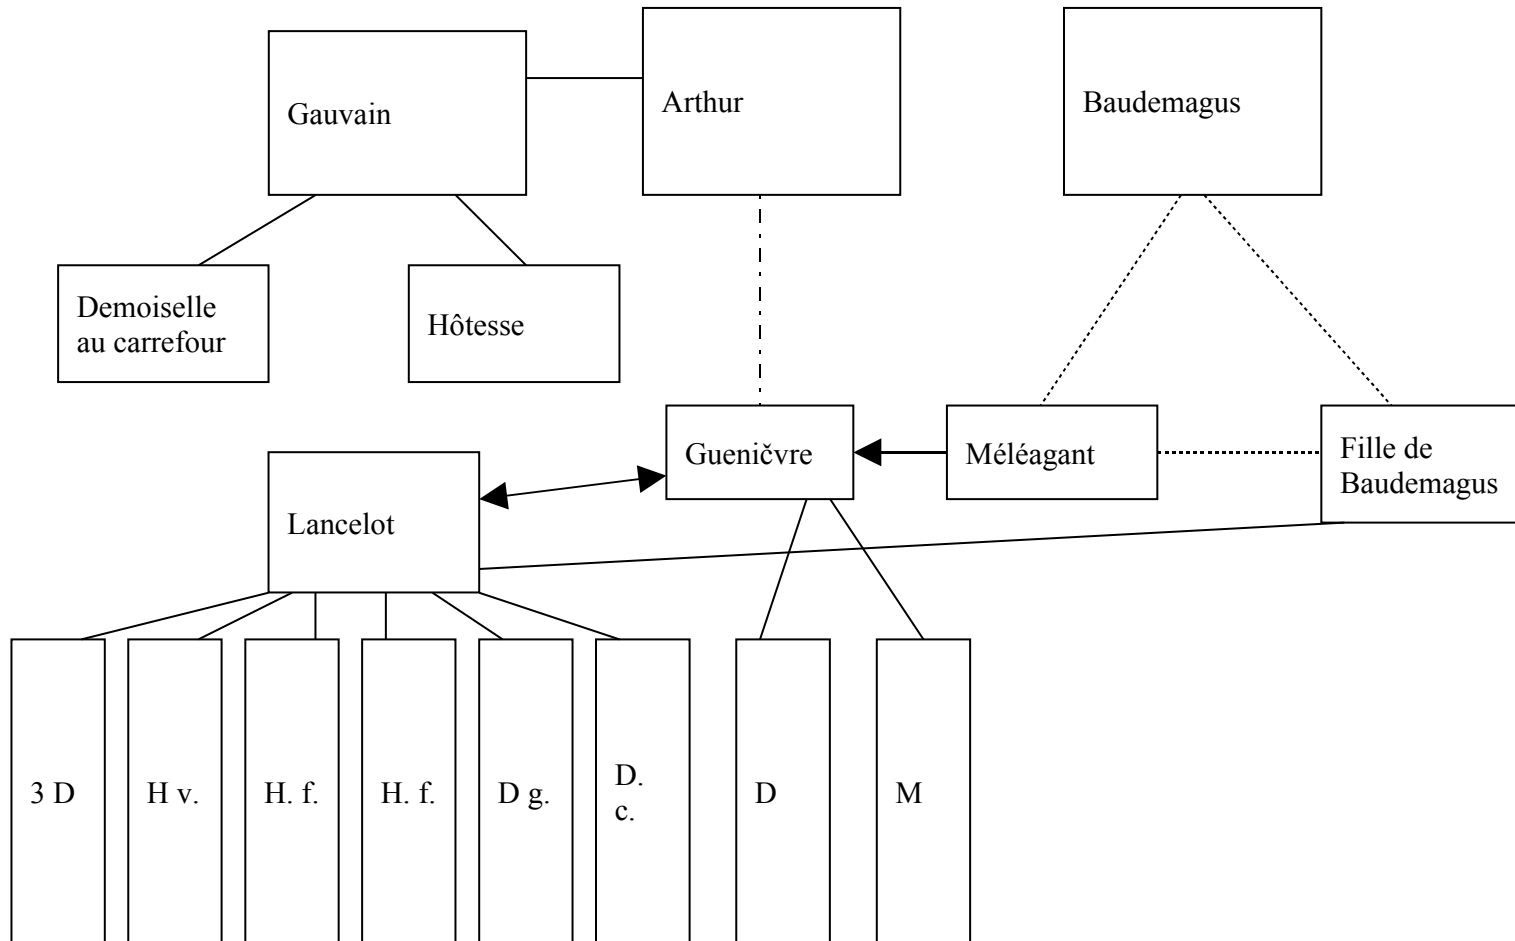 Gauvain
Arthur
Baudemagus
Demoiselle
au carrefour
Hôtesse
Gueničvre
Méléagant
Fille de
Baudemagus
Lancelot
3 D
H v.
H. f.
H. f.
D g.
D.
c.
D
M